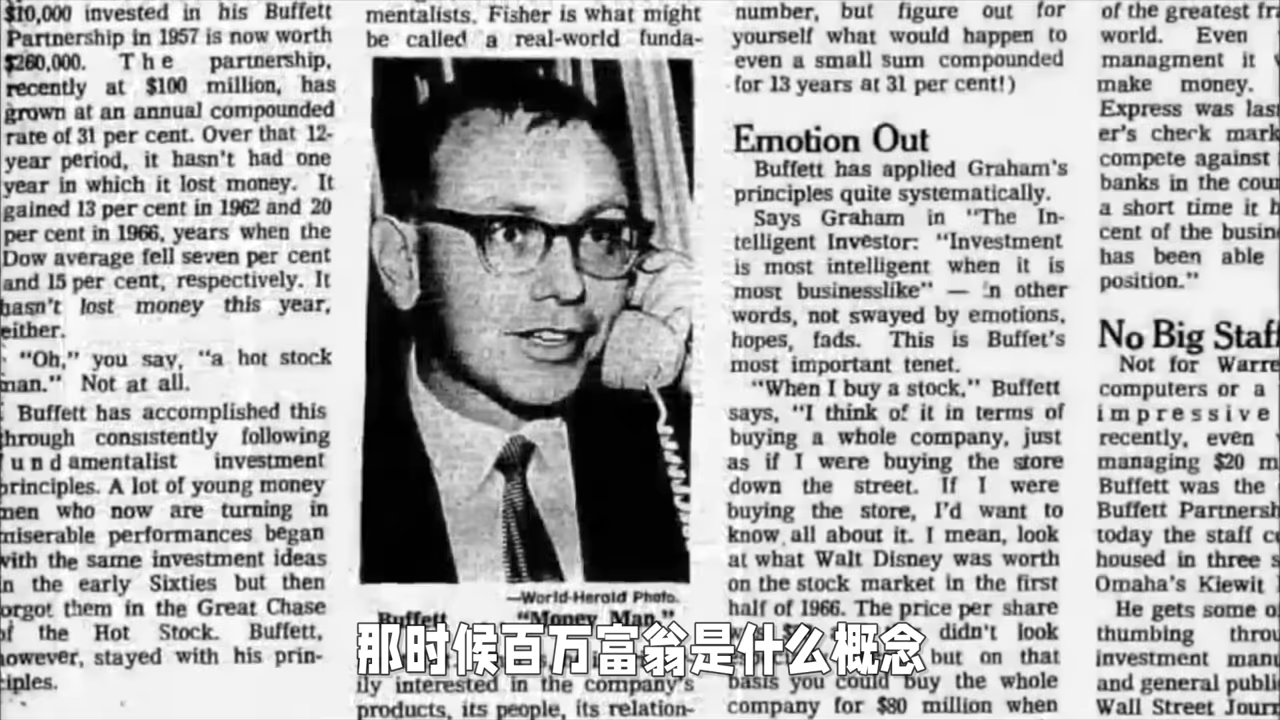 $10,000 invested in his Buffett
Partnership in 1957 is now worth
$260,000. The partnership,
recently at $100 million, has
grown at an annual compounded
rate of 31 per cent. Over that 12-
year period, it hasn't had one
year in which it lost money. It
gained 13 per cent in 1962 and 20
per cent in 1966, years when the
Dow average fell seven per cent
and 15 per cent, respectively. It
hasn't lost money this year,
either.
"Oh," you say, "a hot stock
man." Not at all.
Buffett has accomplished this
through consistently following
undamentalist investment
principles. A lot of young money
men who now are turning in
miserable performances began
with the same investment ideas
in the early Sixties but then
orgot them in the Great Chase
of the Hot Stock. Buffett,
however, stayed with his prin-
ciples.
mentalists. Fisher is what might
be called a real-world funda-
—World-Herald Photo.
Buffett "Money Man."
ily interested in the company's
products, its people, its relation-
number, but figure out for
yourself what would happen to
even a small sum compounded
for 13 years at 31 per cent!)
Emotion Out
Buffett has applied Graham's
principles quite systematically.
Says Graham in "The In-
telligent Investor: "Investment
is most intelligent when it is
most businesslike" — in other
words, not swayed by emotions,
hopes, fads. This is Buffet's
most important tenet.
"When I buy a stock," Buffett
says, "I think of it in terms of
buying a whole company, just
as if I were buying the store
down the street. If I were
buying the store, I'd want to
know all about it. I mean, look
at what Walt Disney was worth
on the stock market in the first
half of 1966. The price per share
didn't look
but on that
basis you could buy the whole
company for $80 million when
of the greatest fr
world. Even
managment it
make money.
Express was las
er's check mark
compete against
banks in the cou
a short time it h
cent of the busin
has been able
position."
No Big Staff
Not for Warre
computers or a
impressive
recently, even
managing $20 m
Buffett was the
Buffett Partnersh
today the staff c
housed in three s
Omaha's Kiewit
He gets some o
thumbing throu
investment manu
and general public
Wall Street Journ
那时候百万富翁是什么概念